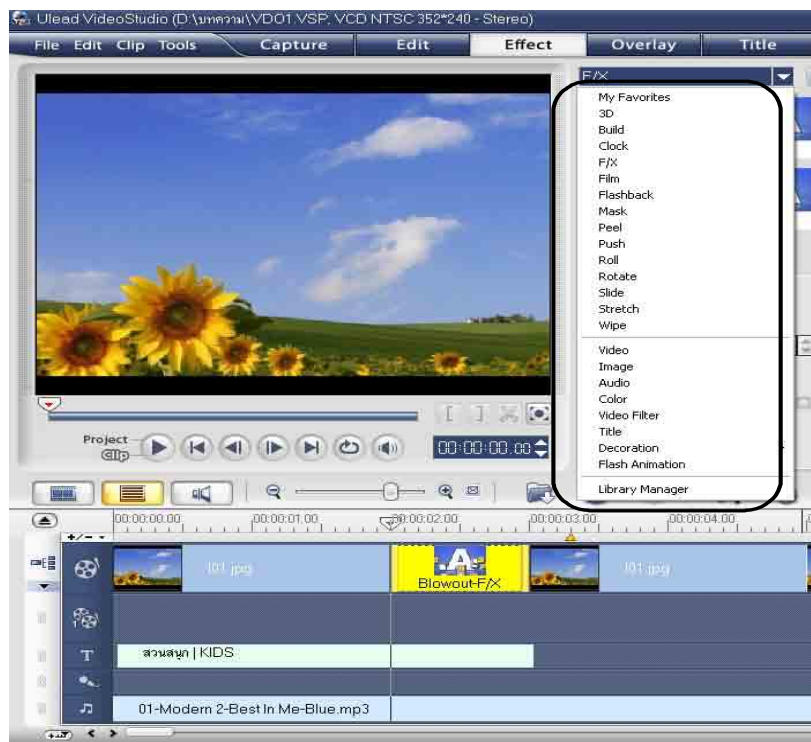 Ulead VideoStudio (D:\บทความ\VDO1.VSP, VCD NTSC 352*240 - Stereo)
File Edit Clip Tools Capture Edit Effect Overlay Title
F/X
My Favorites
3D
Build
Clock
F/X
Film
Flashback
Mask
Peel
Push
Roll
Rotate
Slide
Stretch
Wipe
Video
Image
Audio
Color
Video Filter
Title
Decoration
Flash Animation
Library Manager
Project
Clip
00:00:00.00
00:00:00.00 00:00:01.00 00:00:02.00 00:00:03.00 00:00:04.00
I01.jpg Blowout-F/X I01.jpg
T สวนสนุก | KIDS
01-Modern 2-Best In Me-Blue.mp3